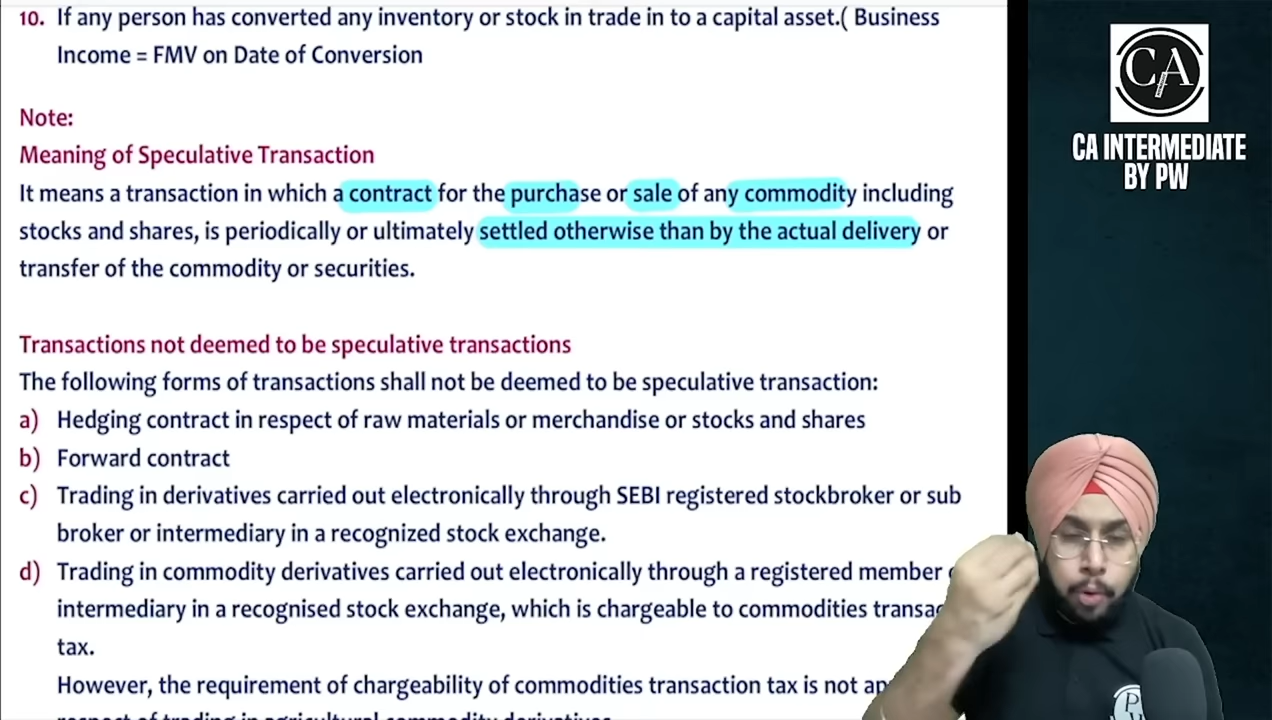 10. If any person has converted any inventory or stock in trade in to a capital asset.( Business
Income = FMV on Date of Conversion
Note:
Meaning of Speculative Transaction
It means a transaction in which a contract for the purchase or sale of any commodity including
stocks and shares, is periodically or ultimately settled otherwise than by the actual delivery or
transfer of the commodity or securities.
Transactions not deemed to be speculative transactions
The following forms of transactions shall not be deemed to be speculative transaction:
a) Hedging contract in respect of raw materials or merchandise or stocks and shares
b) Forward contract
c) Trading in derivatives carried out electronically through SEBI registered stockbroker or sub
broker or intermediary in a recognized stock exchange.
d) Trading in commodity derivatives carried out electronically through a registered member
intermediary in a recognised stock exchange, which is chargeable to commodities
tax.
However, the requirement of chargeability of commodities transaction tax is not
respect of trading in agricultural commodity derivatives
CA
CA INTERMEDIATE
BY PW